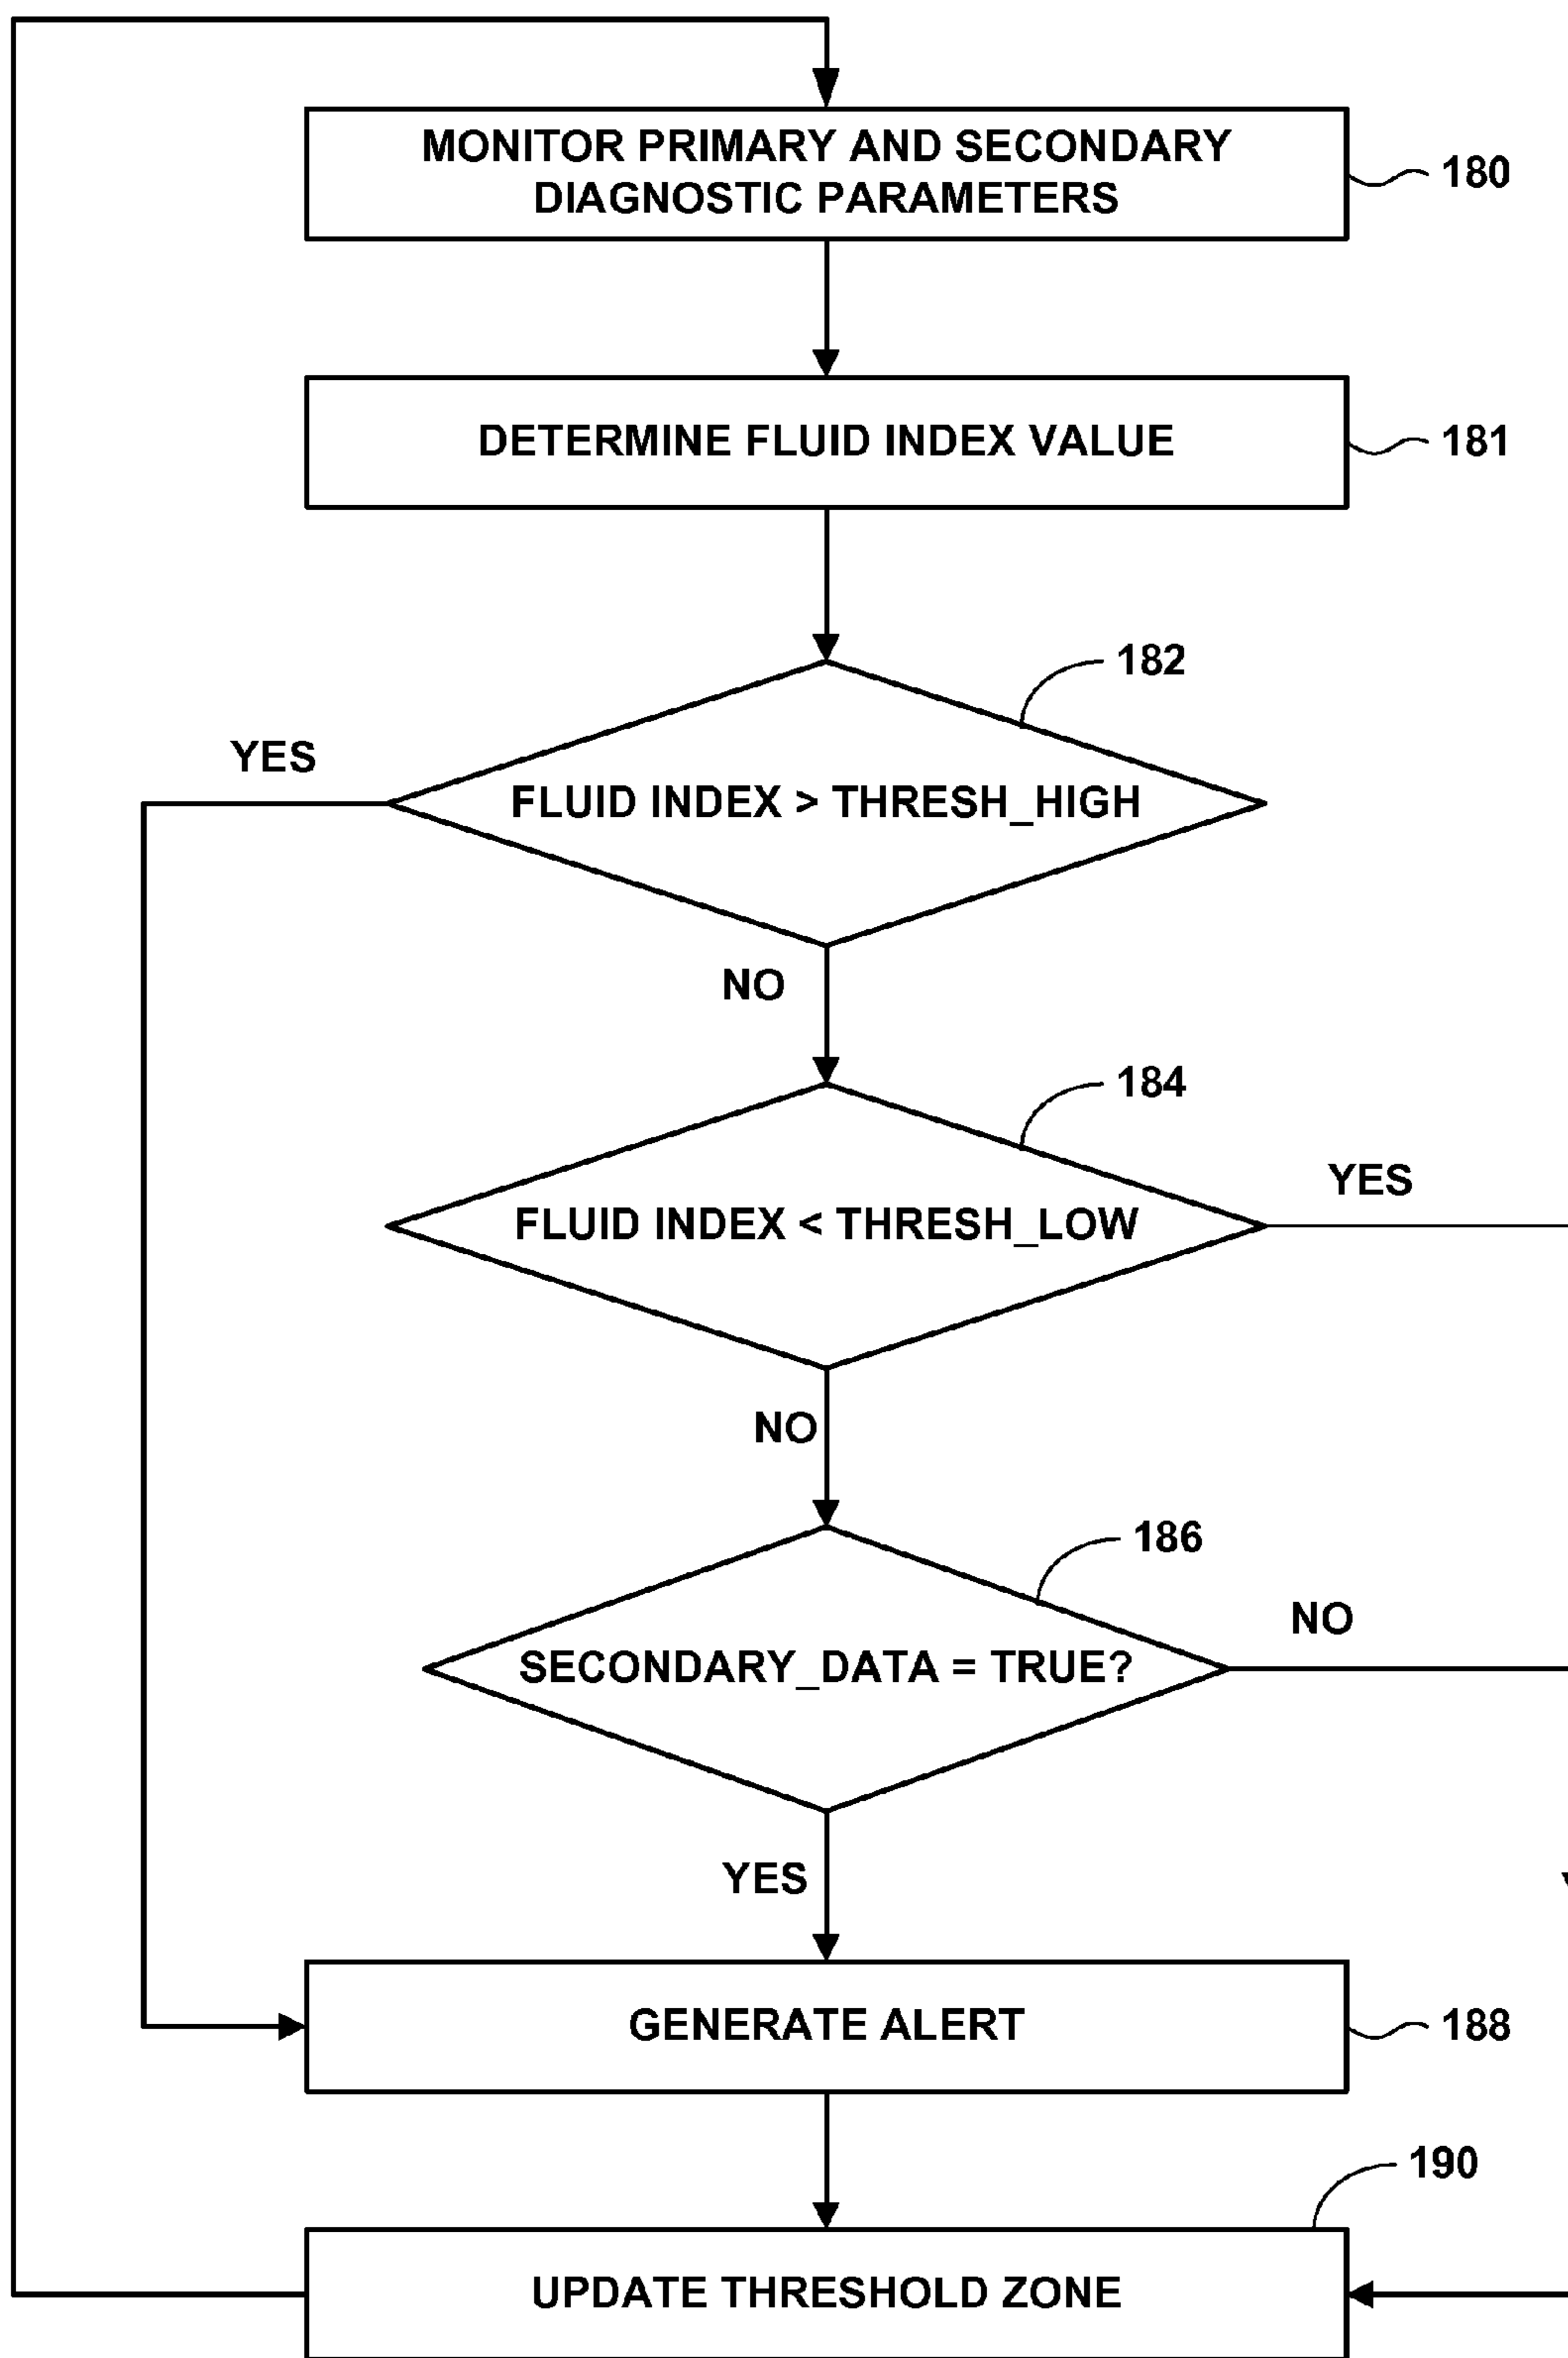 MONITOR PRIMARY AND SECONDARY
DIAGNOSTIC PARAMETERS
180
DETERMINE FLUID INDEX VALUE
181
182
YES
FLUID INDEX > THRESH_HIGH
NO
184
YES
FLUID INDEX < THRESH_LOW
NO
186
NO
SECONDARY_DATA = TRUE?
YES
GENERATE ALERT
188
190
UPDATE THRESHOLD ZONE